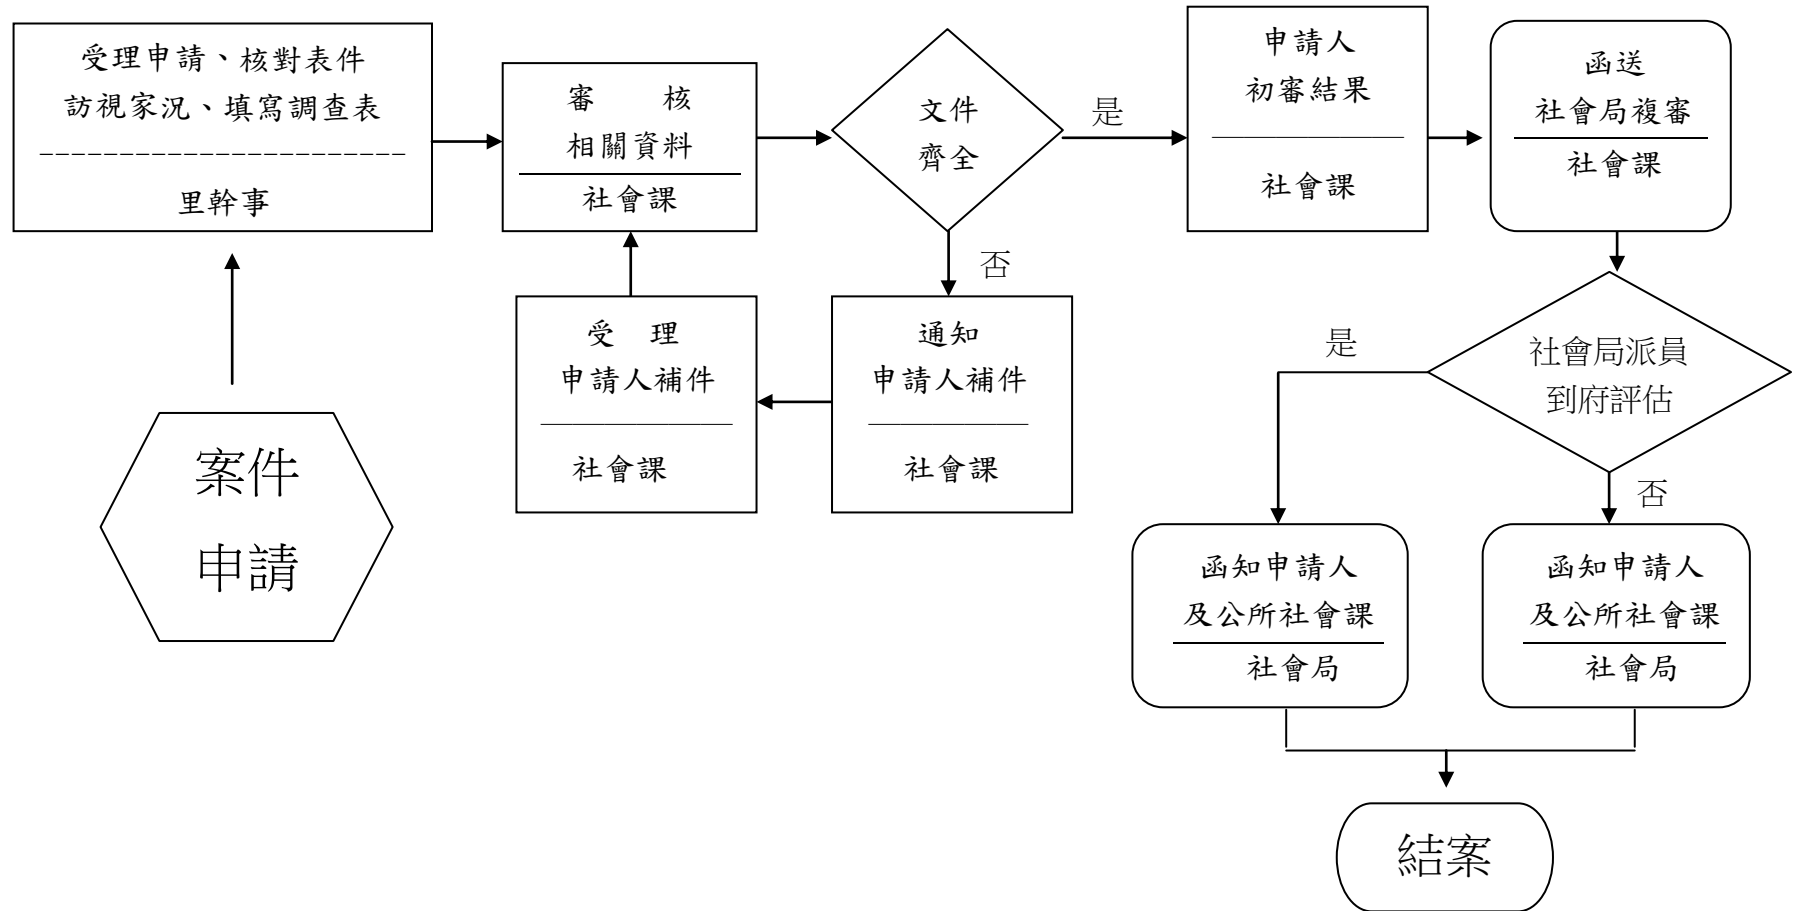 案件
申請
受理申請、核對表件
訪視家況、填寫調查表
里幹事
審 核
相關資料
社會課
文件
齊全
是
否
通知
申請人補件
社會課
受 理
申請人補件
社會課
申請人
初審結果
社會課
函送
社會局複審
社會課
社會局派員
到府評估
是
否
函知申請人
及公所社會課
社會局
函知申請人
及公所社會課
社會局
結案